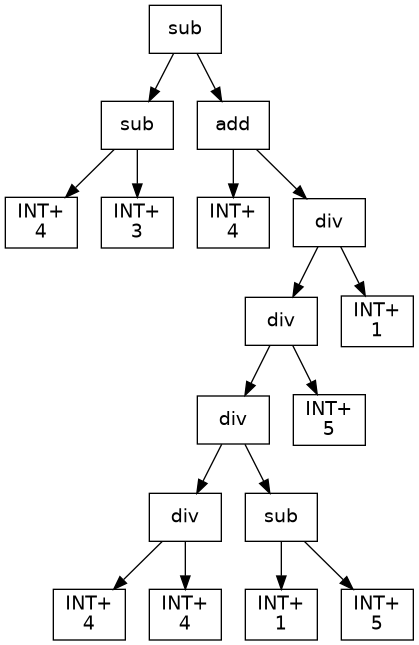 sub
sub
add
INT+
4
INT+
3
INT+
4
div
div
INT+
1
div
INT+
5
div
sub
INT+
4
INT+
4
INT+
1
INT+
5